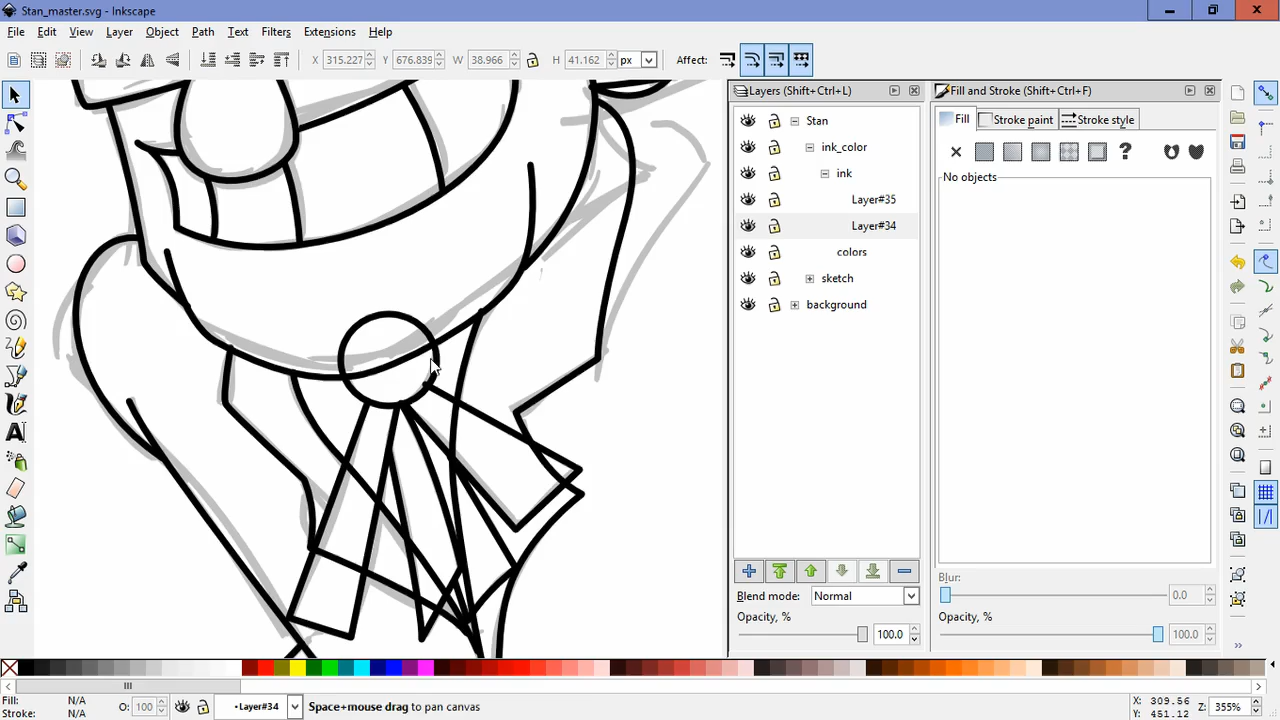 Stan_master.svg - Inkscape
File Edit View Layer Object Path Filters Text Extensions Help
X 315.227 Y 676.839 W 38.966 H 41.162 px Affect:
Layers (Shift+Ctrl+L)
Fill and Stroke (Shift+Ctrl+F)
Stan
Fill Stroke paint Stroke style
ink_color
?
ink
No objects
Layer#35
Layer#34
colors
sketch
background
Blend mode: Normal
Blur:
0.0
Opacity, %
Opacity, %
100.0
100.0
Fill: N/A
Stroke: N/A
O: 100
•Layer#34
Space+mouse drag to pan canvas
X: 309.56
Y: 451.12
Z: 355%